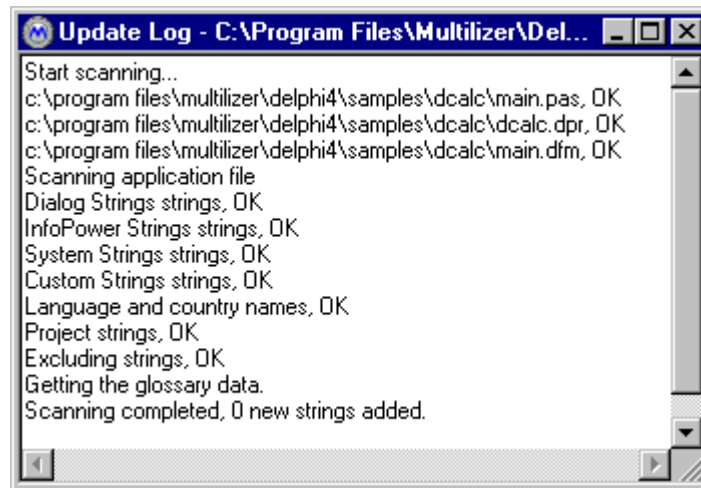 Update Log - C:\Program Files\Multilizer\Del...
Start scanning...
c:\program files\multilizer\delphi4\samples\dcalc\main.pas, OK
c:\program files\multilizer\delphi4\samples\dcalc\dcalc.dpr, OK
c:\program files\multilizer\delphi4\samples\dcalc\main.dfm, OK
Scanning application file
Dialog Strings strings, OK
InfoPower Strings strings, OK
System Strings strings, OK
Custom Strings strings, OK
Language and country names, OK
Project strings, OK
Excluding strings, OK
Getting the glossary data.
Scanning completed, 0 new strings added.